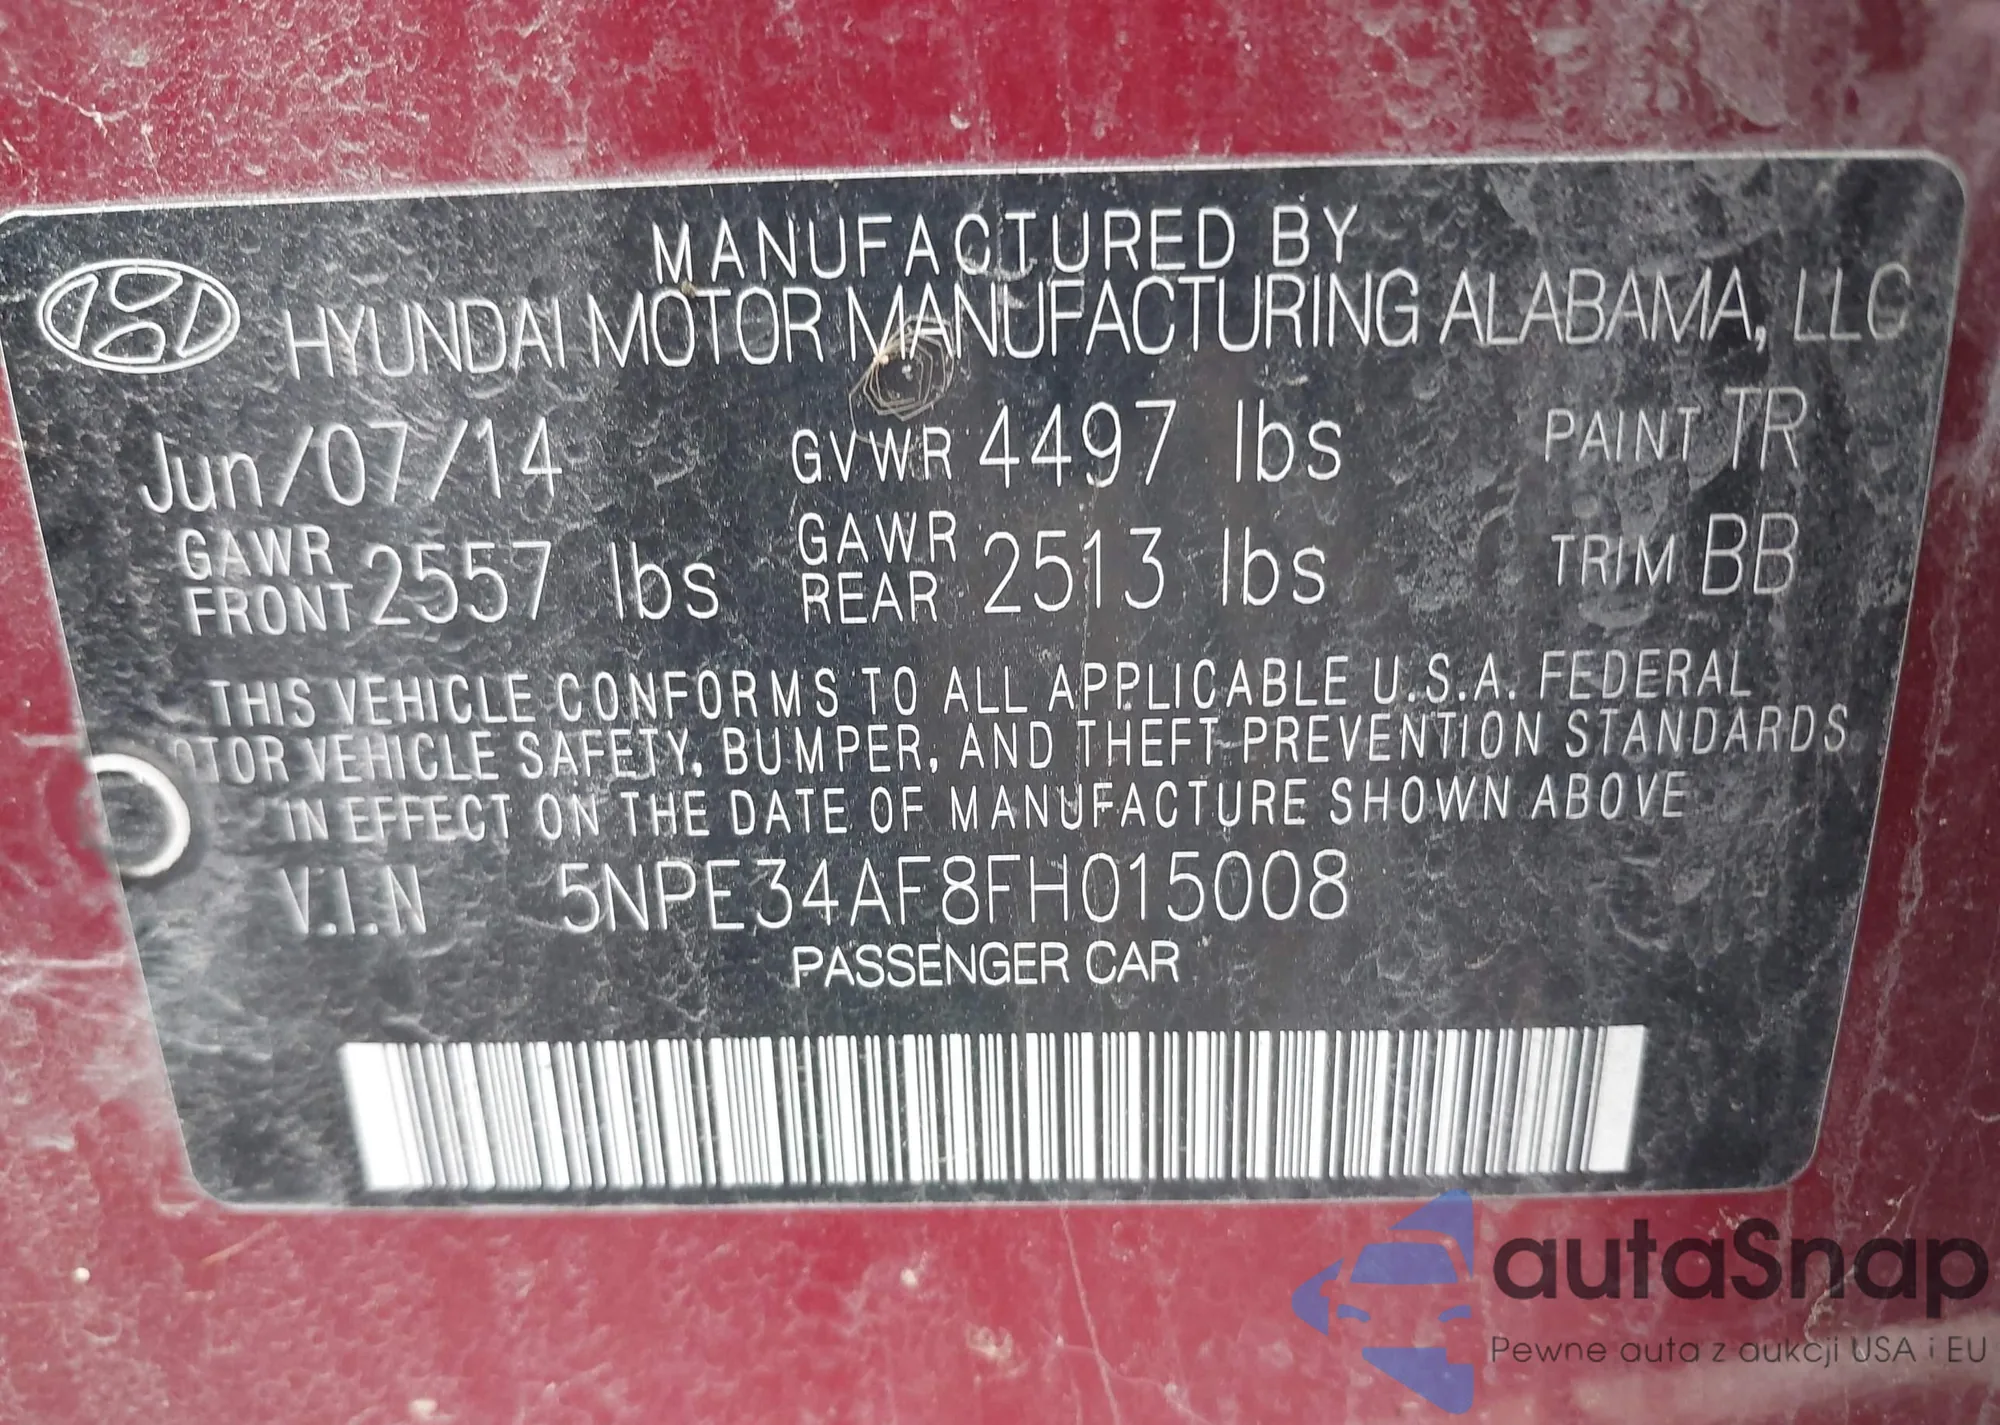 MANUFACTURED BY
HYUNDAI MOTOR MANUFACTURING ALABAMA, LLC
Jun/07/14 GVWR 4497 lbs PAINT TR
GAWR FRONT 2557 lbs GAWR REAR 2513 lbs TRIM BB
THIS VEHICLE CONFORMS TO ALL APPLICABLE U.S.A. FEDERAL
OTOR VEHICLE SAFETY, BUMPER, AND THEFT PREVENTION STANDARDS
IN EFFECT ON THE DATE OF MANUFACTURE SHOWN ABOVE
V.I.N 5NPE34AF8FH015008
PASSENGER CAR
autaSnap
Pewne auta z aukcji USA i EU